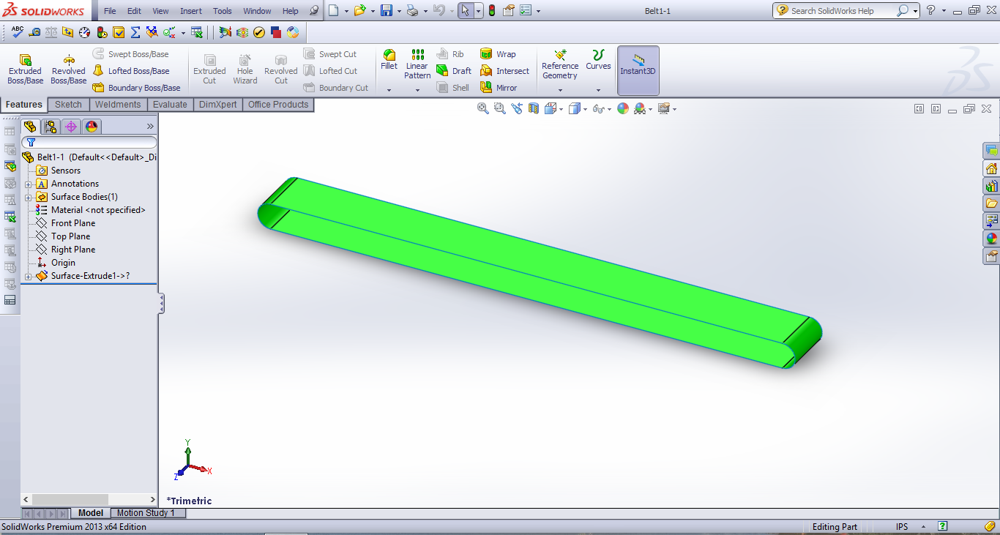 SOLIDWORKS File Edit View Insert Tools Window Help Belt1-1 Search SolidWorks Help
ABC
Extruded Boss/Base
Revolved Boss/Base
Swept Boss/Base
Lofted Boss/Base
Boundary Boss/Base
Extruded Cut
Hole Wizard
Revolved Cut
Swept Cut
Lofted Cut
Boundary Cut
Fillet
Linear Pattern
Rib
Draft
Shell
Wrap
Intersect
Mirror
Reference Geometry
Curves
Instant3D
Features Sketch Weldments Evaluate DimXpert Office Products
Belt1-1 (Default<<Default>_Di
Sensors
Annotations
Surface Bodies(1)
Material <not specified>
Front Plane
Top Plane
Right Plane
Origin
Surface-Extrude1->?
Y
X
Z
*Trimetric
Model Motion Study 1
SolidWorks Premium 2013 x64 Edition Editing Part IPS